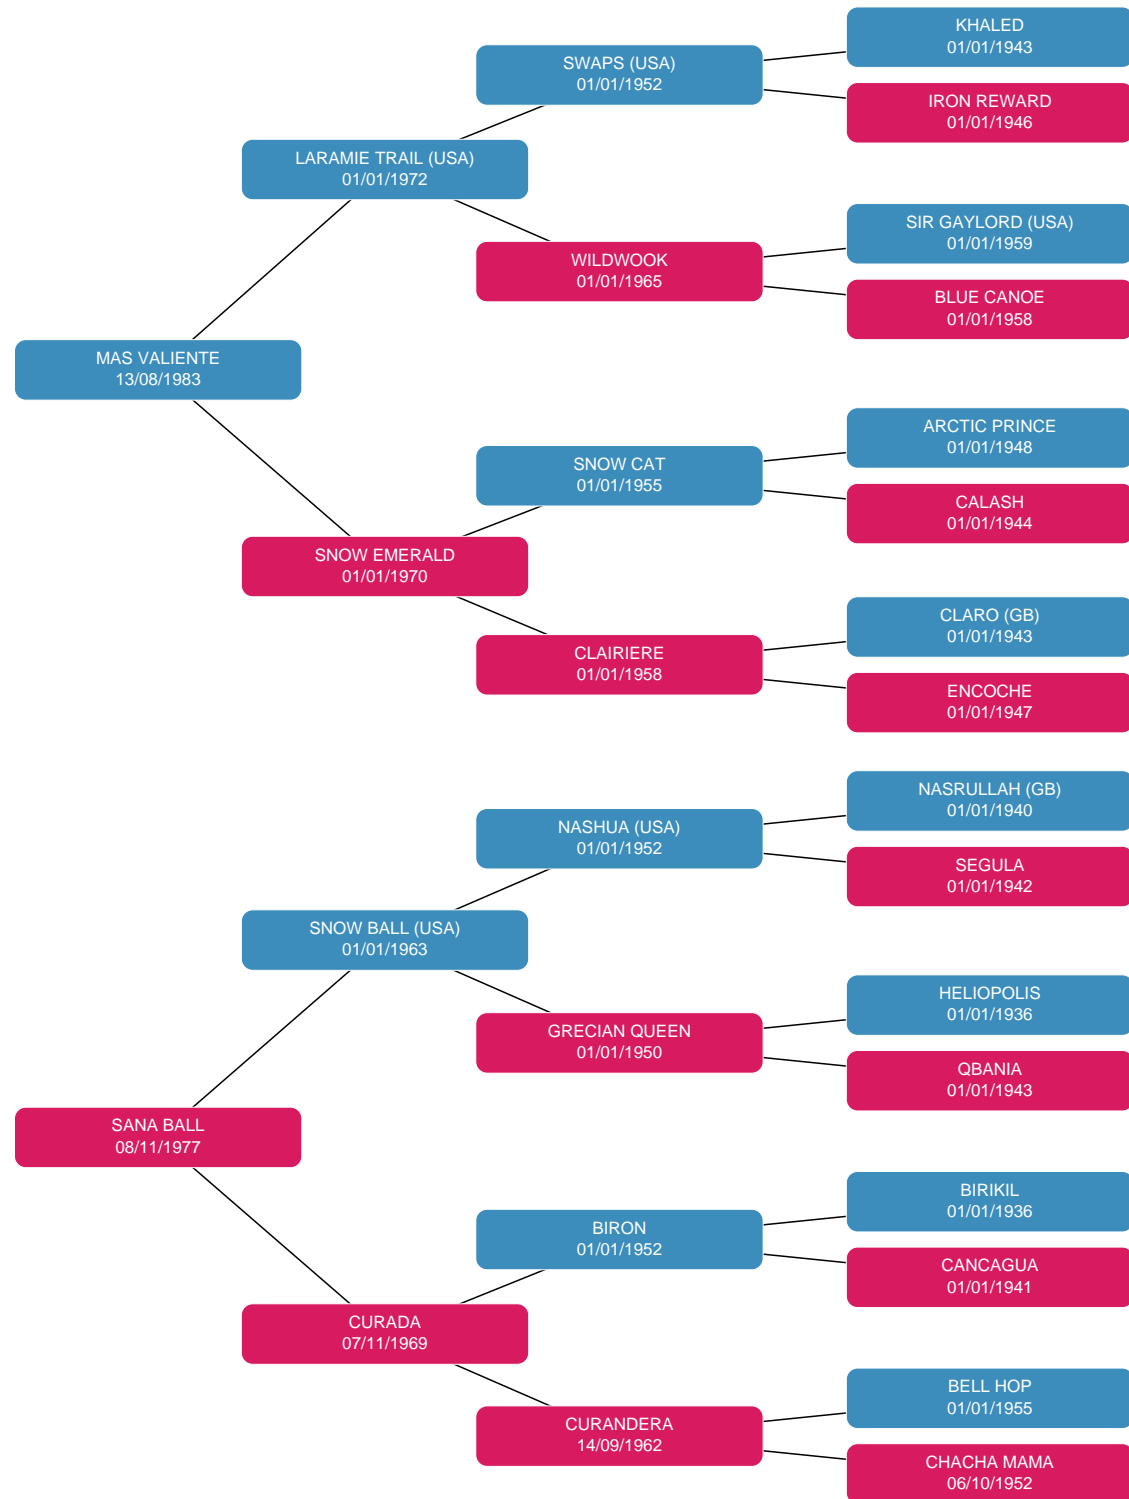 KHALED
01/01/1943
SWAPS (USA)
01/01/1952
IRON REWARD
01/01/1946
LARAMIE TRAIL (USA)
01/01/1972
SIR GAYLORD (USA)
01/01/1959
WILDWOOK
01/01/1965
BLUE CANOE
01/01/1958
MAS VALIENTE
13/08/1983
ARCTIC PRINCE
01/01/1948
SNOW CAT
01/01/1955
CALASH
01/01/1944
SNOW EMERALD
01/01/1970
CLARO (GB)
01/01/1943
CLAIRIERE
01/01/1958
ENCOCHE
01/01/1947
NASRULLAH (GB)
01/01/1940
NASHUA (USA)
01/01/1952
SEGULA
01/01/1942
SNOW BALL (USA)
01/01/1963
HELIOPOLIS
01/01/1936
GRECIAN QUEEN
01/01/1950
QBANIA
01/01/1943
SANA BALL
08/11/1977
BIRIKIL
01/01/1936
BIRON
01/01/1952
CANCAGUA
01/01/1941
CURADA
07/11/1969
BELL HOP
01/01/1955
CURANDERA
14/09/1962
CHACHA MAMA
06/10/1952